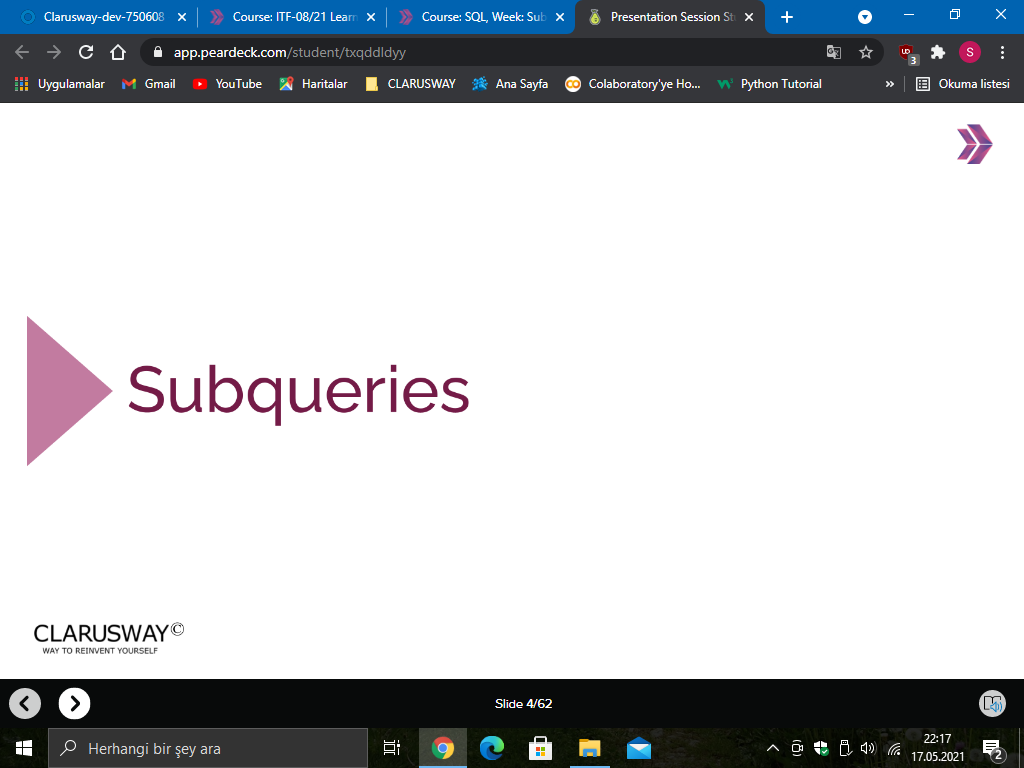 Clarusway-dev-750608
Course: ITF-08/21 Learn
Course: SQL, Week: Sub
Presentation Session St
app.peardeck.com/student/txqddldyy
3
S
Uygulamalar
Gmail
YouTube
Haritalar
CLARUSWAY
Ana Sayfa
Colaboratory'ye Ho...
Python Tutorial
»
Okuma listesi
Subqueries
CLARUSWAY©
WAY TO REINVENT YOURSELF
Slide 4/62
Herhangi bir şey ara
22:17
17.05.2021
2